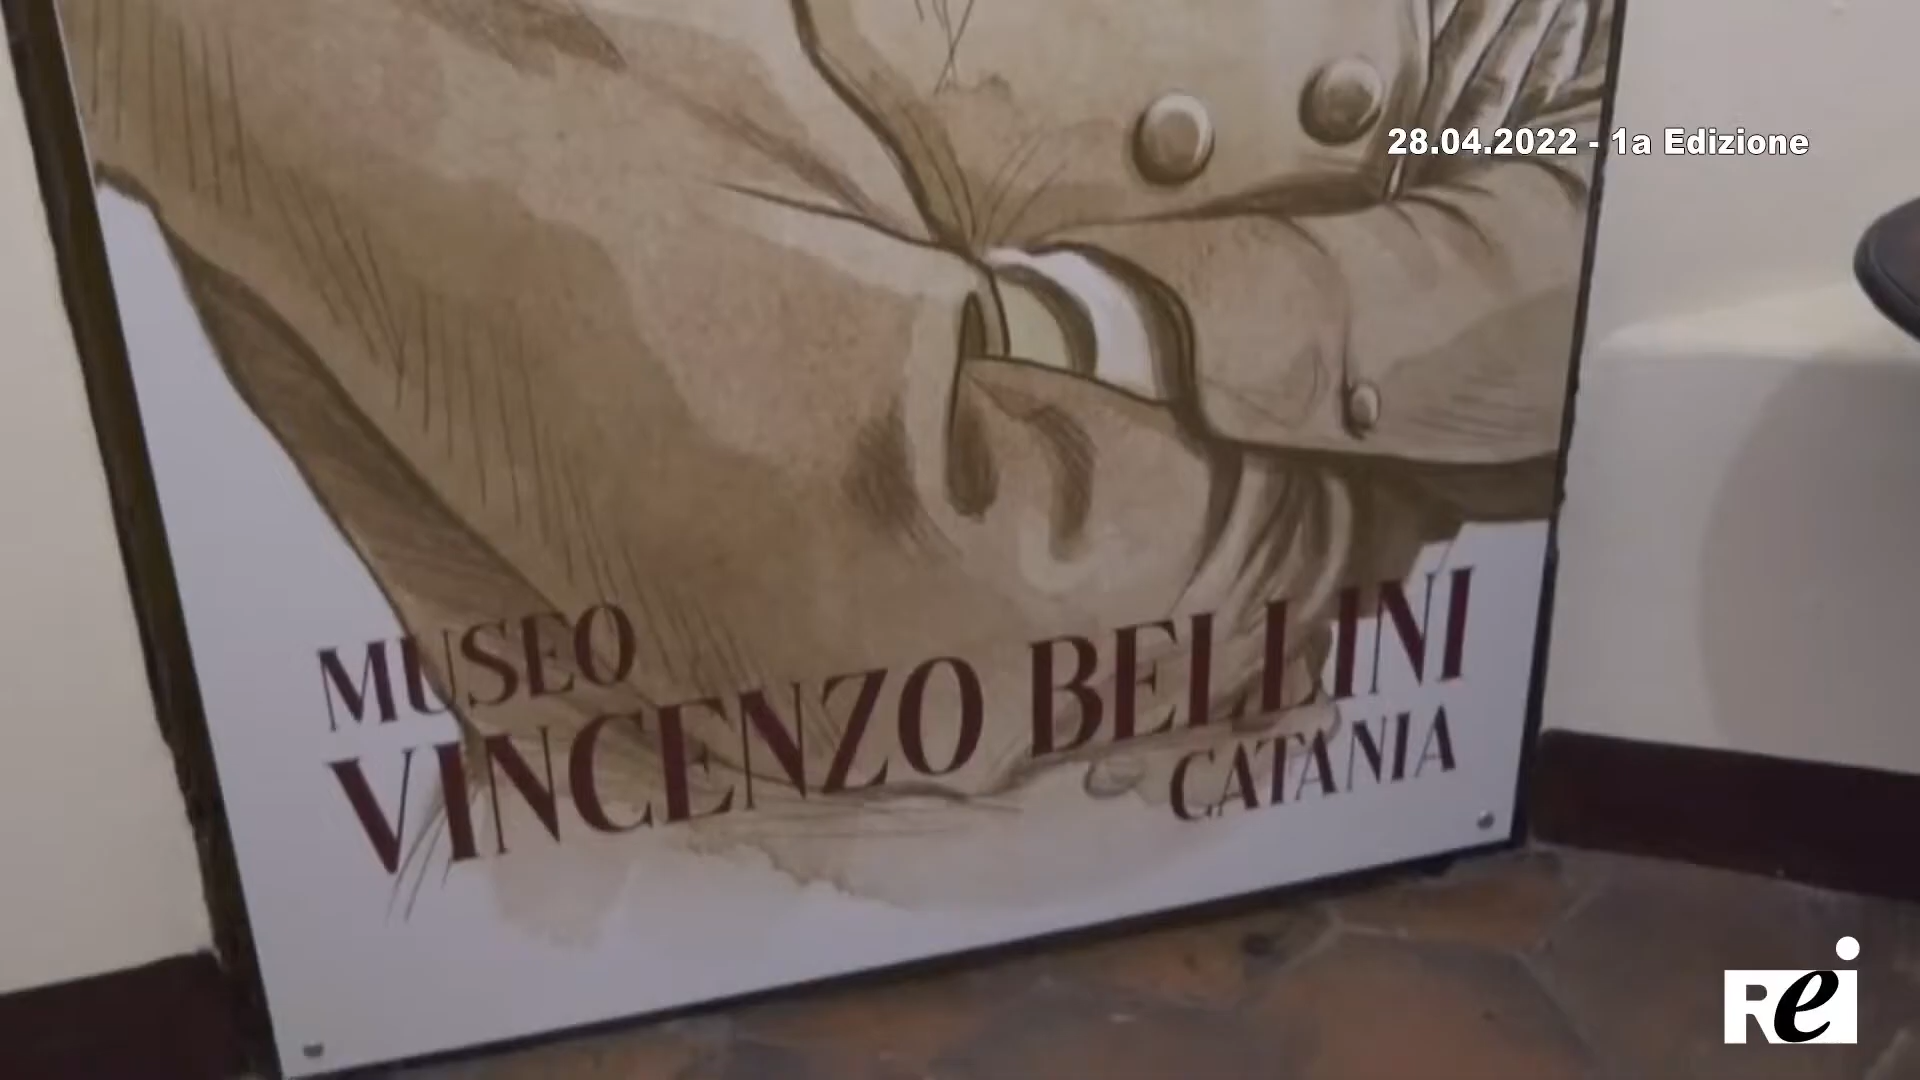 28.04.2022 - 1a Edizione
MUSEO
VINCENZO BELLINI
CATANIA
Rei